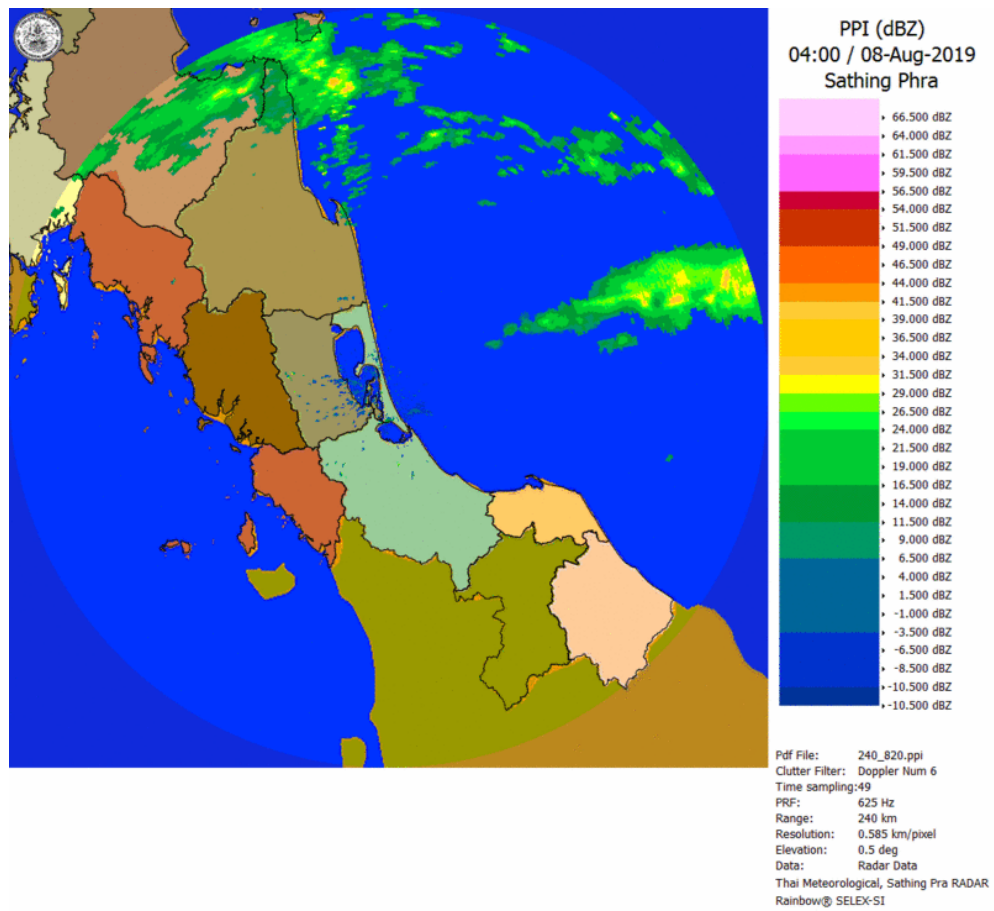 PPI (dBZ)
04:00 / 08-Aug-2019
Sathing Phra
66.500 dBZ
64.000 dBZ
61.500 dBZ
59.500 dBZ
56.500 dBZ
54.000 dBZ
51.500 dBZ
49.000 dBZ
46.500 dBZ
44.000 dBZ
41.500 dBZ
39.000 dBZ
36.500 dBZ
34.000 dBZ
31.500 dBZ
29.000 dBZ
26.500 dBZ
24.000 dBZ
21.500 dBZ
19.000 dBZ
16.500 dBZ
14.000 dBZ
11.500 dBZ
9.000 dBZ
6.500 dBZ
4.000 dBZ
1.500 dBZ
-1.000 dBZ
-3.500 dBZ
-6.500 dBZ
-8.500 dBZ
-10.500 dBZ
-10.500 dBZ
Pdf File: 240_820.ppi
Clutter Filter: Doppler Num 6
Time sampling:49
PRF: 625 Hz
Range: 240 km
Resolution: 0.585 km/pixel
Elevation: 0.5 deg
Data: Radar Data
Thai Meteorological, Sathing Pra RADAR
Rainbow® SELEX-SI